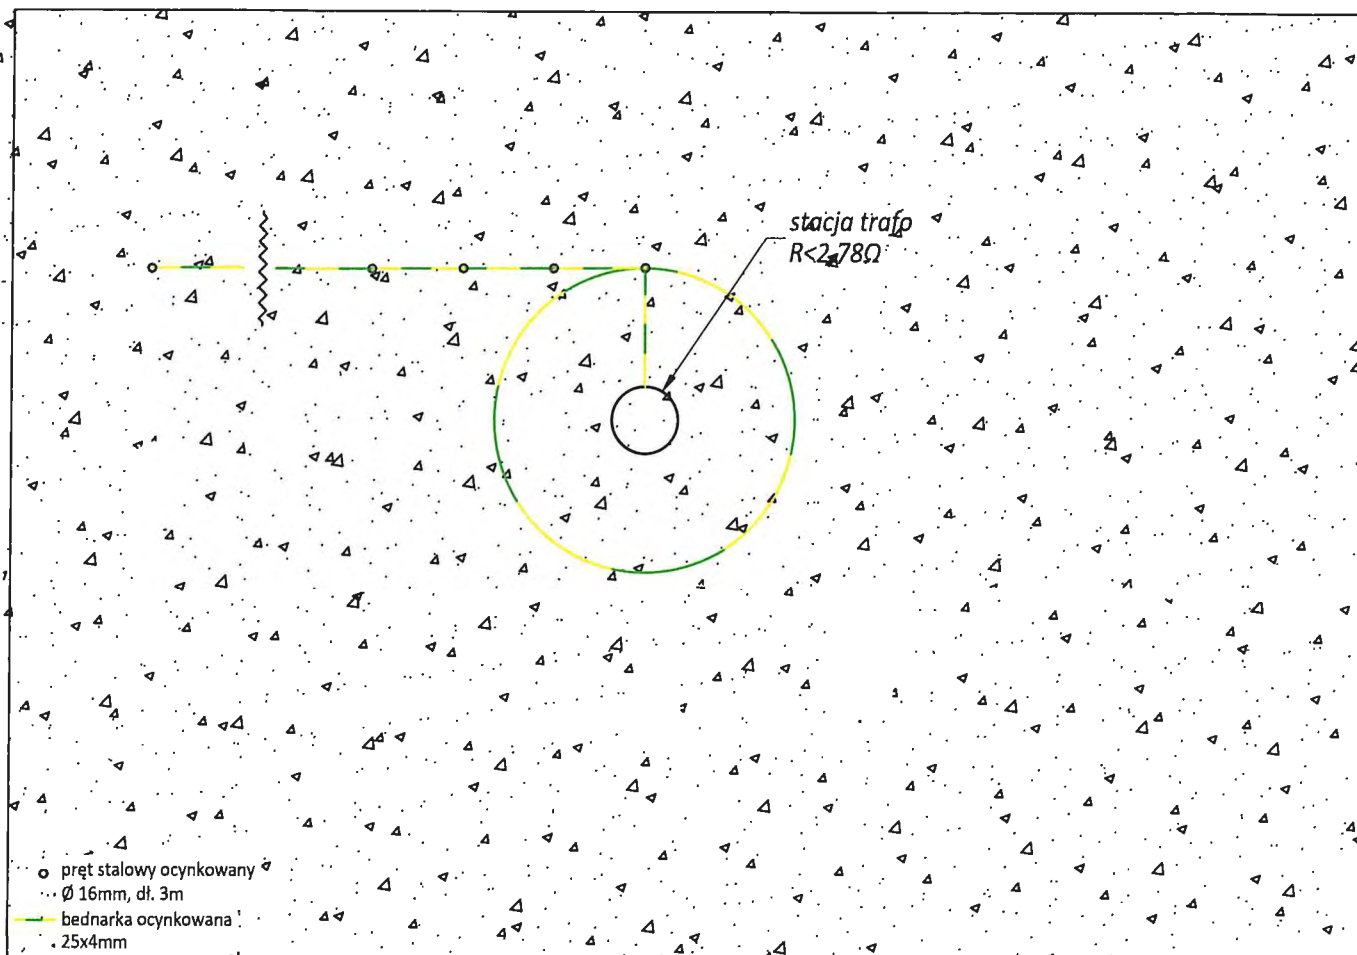 stacja trafo
R<2,78Ω
pręt stalowy ocynkowany
Ø 16mm, dł. 3m
bednarka ocynkowana
25x4mm